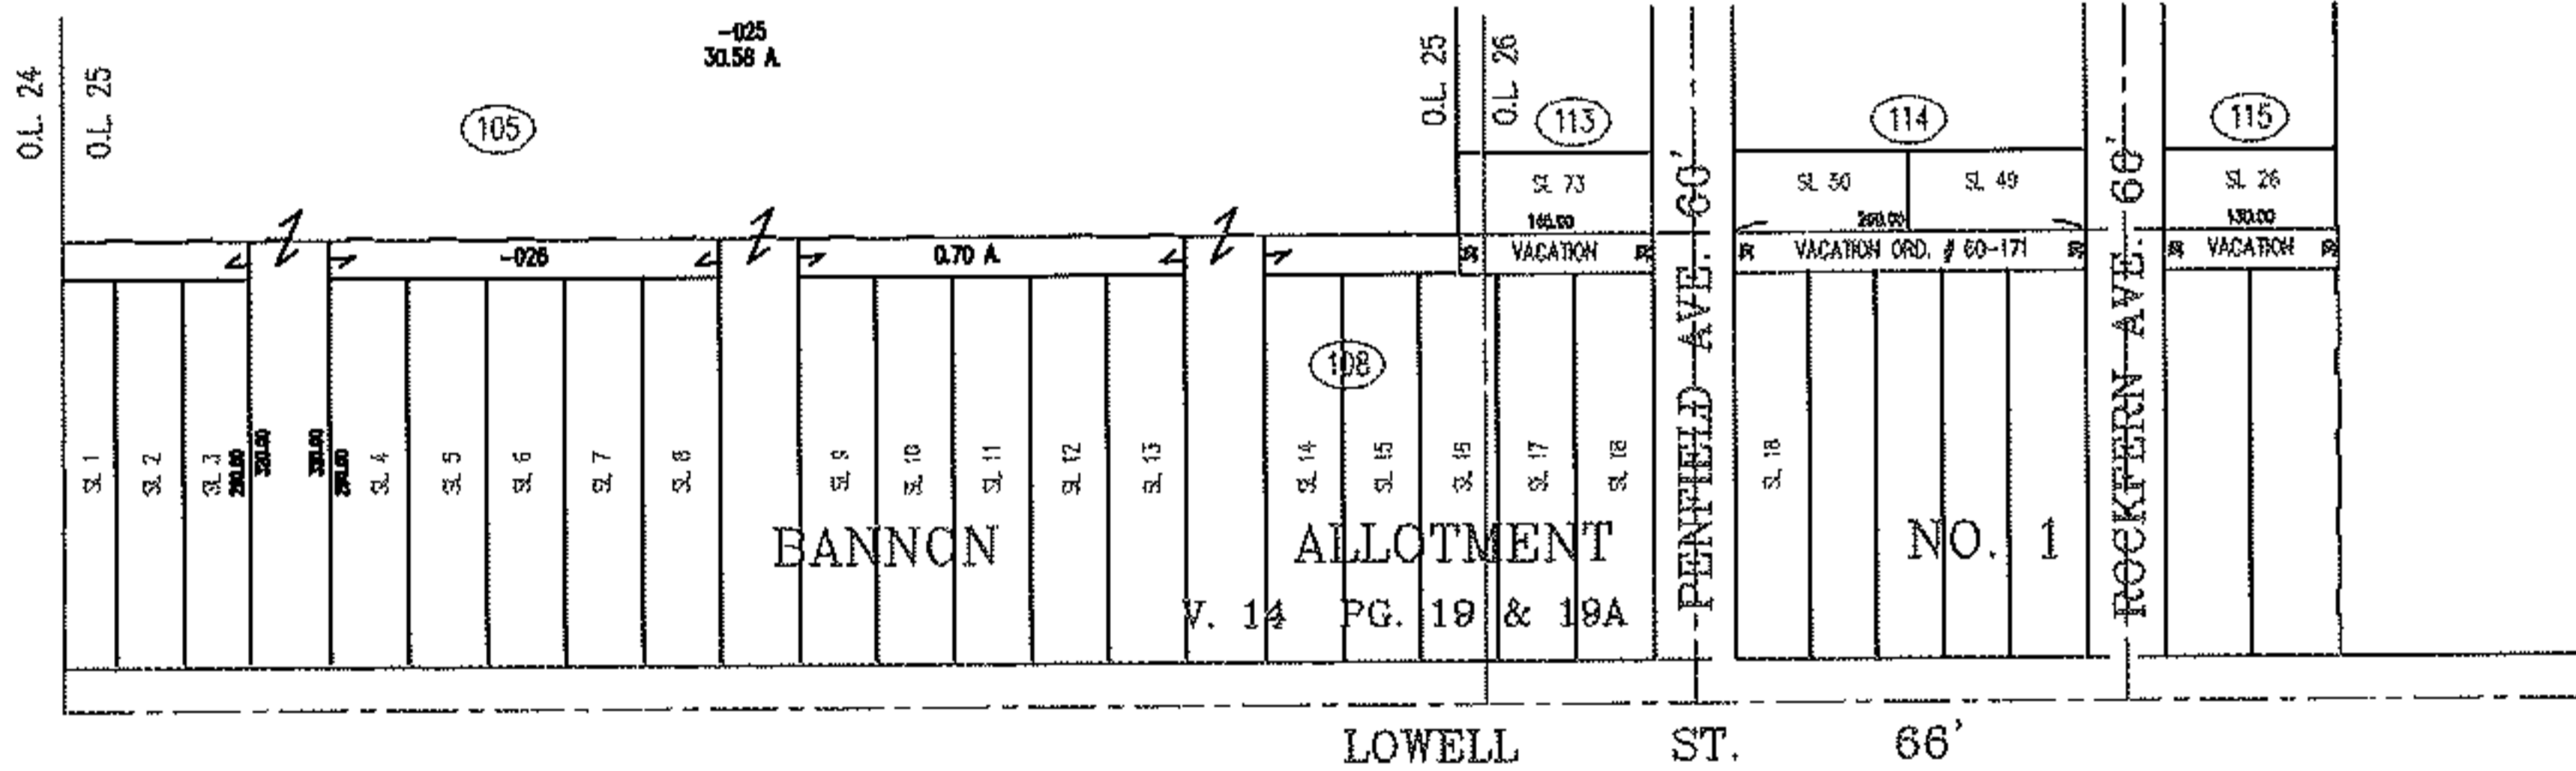 -025
30.58 A.
O.L. 24
O.L. 25
105
O.L. 25
O.L. 26
113
114
115
SL 73
SL 50
SL 49
SL 26
260.00
130.00
-026
0.70 A.
VACATION
VACATION ORD. # 60-171
VACATION
PENFIELD AVE. 60'
ROCKFERN AVE. 60'
108
SL 1
SL 2
SL 3
SL 4
SL 5
SL 6
SL 7
SL 8
SL 9
SL 10
SL 11
SL 12
SL 13
SL 14
SL 15
SL 16
SL 17
SL 18
SL 18
320.00
BANNON ALLOTMENT NO. 1
V. 14 PG. 19 & 19A
LOWELL ST. 66'